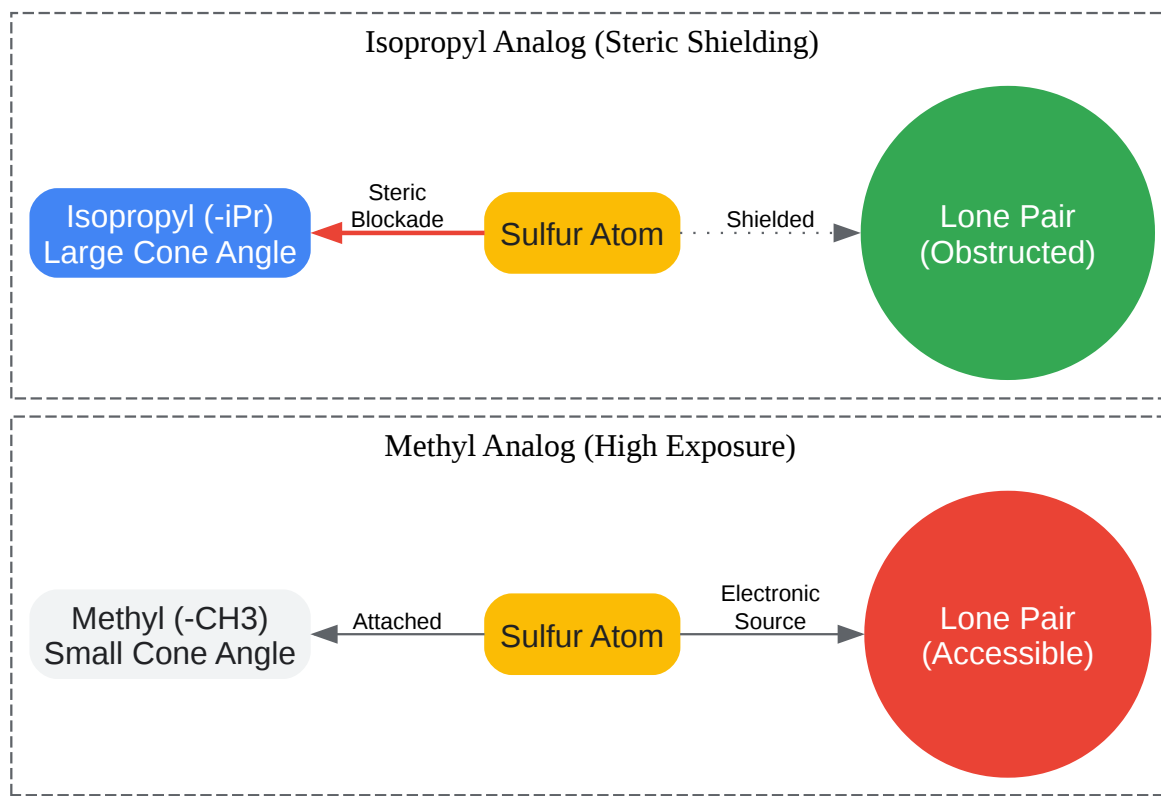 Isopropyl Analog (Steric Shielding)
Isopropyl (-iPr)
Large Cone Angle
Steric
Blockade
Sulfur Atom
Shielded
Lone Pair
(Obstructed)
Methyl Analog (High Exposure)
Methyl (-CH3)
Small Cone Angle
Attached
Sulfur Atom
Electronic
Source
Lone Pair
(Accessible)